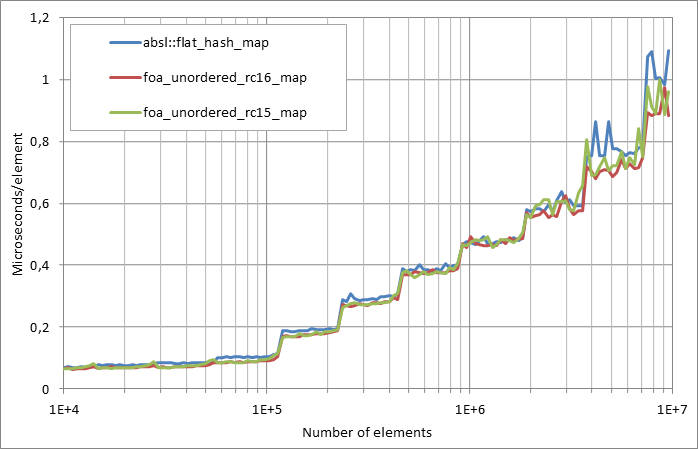 1,2
1
0,8
0,6
0,4
0,2
0
Microseconds/element
absl::flat_hash_map
foa_unordered_rc16_map
foa_unordered_rc15_map
1E+4 1E+5 1E+6 1E+7
Number of elements